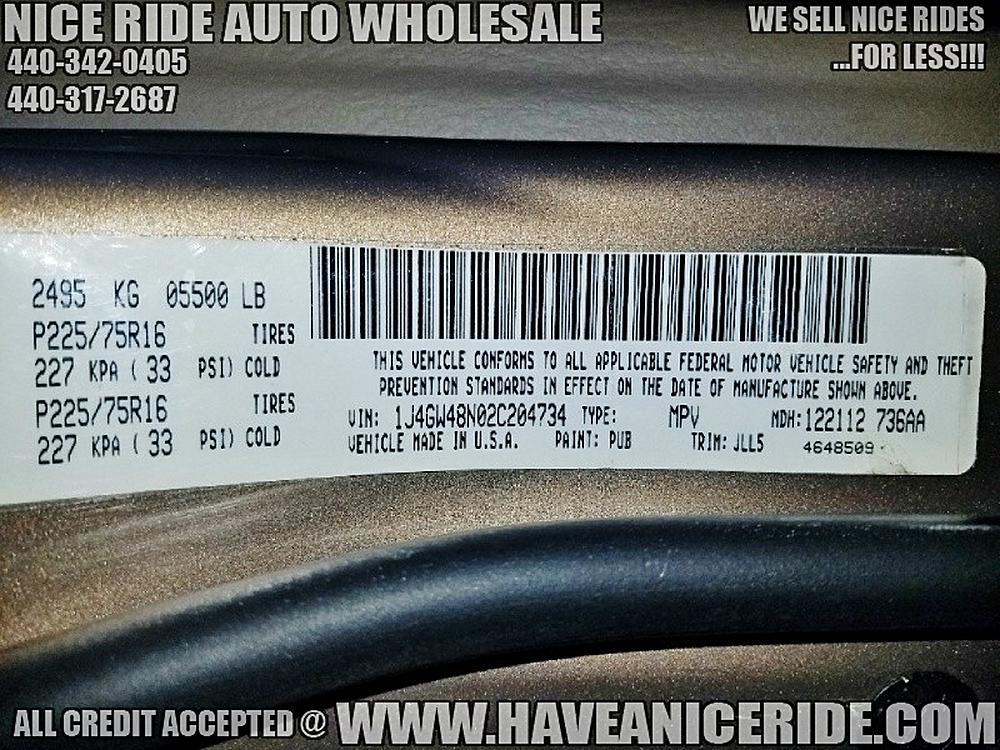 NICE RIDE AUTO WHOLESALE
440-342-0405
440-317-2687
WE SELL NICE RIDES
...FOR LESS!!!
2495 KG 05500 LB
P225/75R16 TIRES
227 KPA ( 33 PSI) COLD
P225/75R16 TIRES
227 KPA ( 33 PSI) COLD
THIS VEHICLE CONFORMS TO ALL APPLICABLE FEDERAL MOTOR VEHICLE SAFETY AND THEFT
PREVENTION STANDARDS IN EFFECT ON THE DATE OF MANUFACTURE SHOWN ABOVE.
VIN: 1J4GW48N02C204734 TYPE: MPV MDH:122112 736AA
VEHICLE MADE IN U.S.A. PAINT: PUB TRIM: JLL5 4648509
ALL CREDIT ACCEPTED @ WWW.HAVEANICERIDE.COM